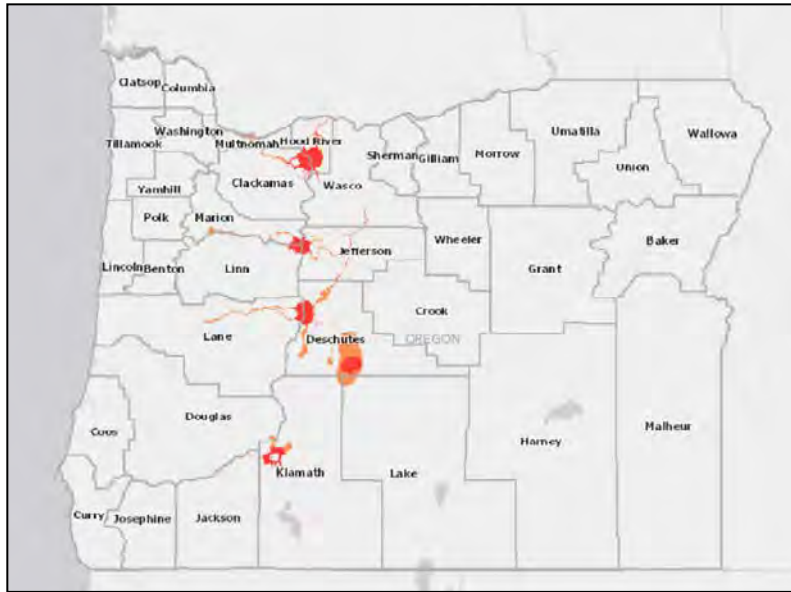 Clatsop
Columbia
Washington
Tillamook
Multnomah
Hood River
Yamhill
Clackamas
Wasco
Sherman
Gilliam
Morrow
Umatilla
Union
Wallowa
Polk
Marion
Lincoln
Benton
Linn
Jefferson
Wheeler
Grant
Baker
Crook
Lane
Deschutes
OREGON
Douglas
Coos
Klamath
Lake
Harney
Malheur
Curry
Josephine
Jackson